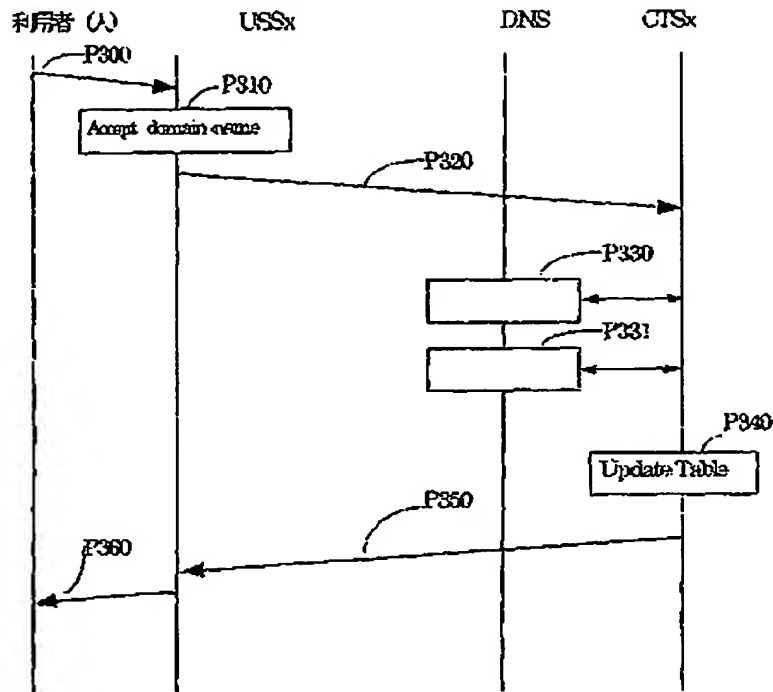 利用者 (人) USSx DNS CTSx
P300
P310
Accept domain name
P320
P330
P331
P340
Update Table
P350
P360